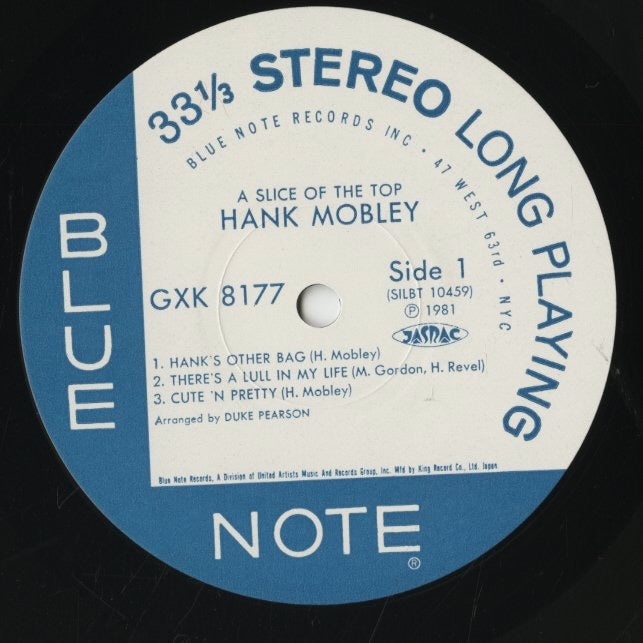 33⅓ STEREO LONG PLAYING
BLUE NOTE RECORDS INC • 47 WEST 63rd • NYC
A SLICE OF THE TOP
HANK MOBLEY
GXK 8177
Side 1
(SILBT 10459)
Ⓟ 1981
JASRAC
1. HANK'S OTHER BAG (H. Mobley)
2. THERE'S A LULL IN MY LIFE (M. Gordon, H. Revel)
3. CUTE 'N PRETTY (H. Mobley)
Arranged by DUKE PEARSON
Blue Note Records, A Division of United Artists Music And Records Group, Inc. Mfd by King Record Co., Ltd. Japan
BLUE
NOTE®